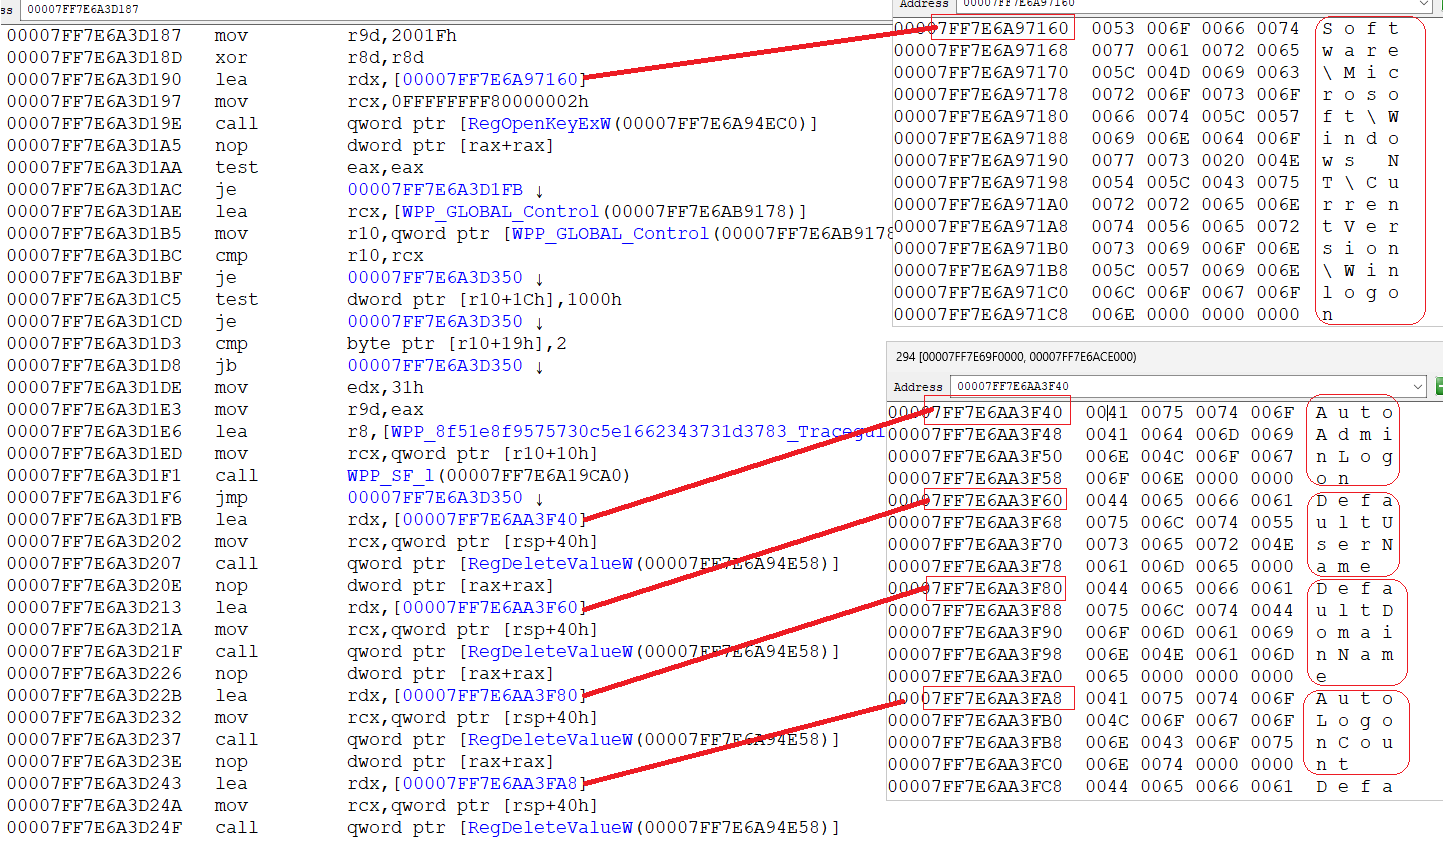 ss 00007FF7E6A3D187
00007FF7E6A3D187 mov r9d,2001Fh
00007FF7E6A3D18D xor r8d,r8d
00007FF7E6A3D190 lea rdx,[00007FF7E6A97160]
00007FF7E6A3D197 mov rcx,0FFFFFFFF80000002h
00007FF7E6A3D19E call qword ptr [RegOpenKeyExW(00007FF7E6A94EC0)]
00007FF7E6A3D1A5 nop dword ptr [rax+rax]
00007FF7E6A3D1AA test eax,eax
00007FF7E6A3D1AC je 00007FF7E6A3D1FB ↓
00007FF7E6A3D1AE lea rcx,[WPP_GLOBAL_Control(00007FF7E6AB9178)]
00007FF7E6A3D1B5 mov r10,qword ptr [WPP_GLOBAL_Control(00007FF7E6AB9178
00007FF7E6A3D1BC cmp r10,rcx
00007FF7E6A3D1BF je 00007FF7E6A3D350 ↓
00007FF7E6A3D1C5 test dword ptr [r10+1Ch],1000h
00007FF7E6A3D1CD je 00007FF7E6A3D350 ↓
00007FF7E6A3D1D3 cmp byte ptr [r10+19h],2
00007FF7E6A3D1D8 jb 00007FF7E6A3D350 ↓
00007FF7E6A3D1DE mov edx,31h
00007FF7E6A3D1E3 mov r9d,eax
00007FF7E6A3D1E6 lea r8,[WPP_8f51e8f9575730c5e1662343731d3783_Tracegui
00007FF7E6A3D1ED mov rcx,qword ptr [r10+10h]
00007FF7E6A3D1F1 call WPP_SF_l(00007FF7E6A19CA0)
00007FF7E6A3D1F6 jmp 00007FF7E6A3D350 ↓
00007FF7E6A3D1FB lea rdx,[00007FF7E6AA3F40]
00007FF7E6A3D202 mov rcx,qword ptr [rsp+40h]
00007FF7E6A3D207 call qword ptr [RegDeleteValueW(00007FF7E6A94E58)]
00007FF7E6A3D20E nop dword ptr [rax+rax]
00007FF7E6A3D213 lea rdx,[00007FF7E6AA3F60]
00007FF7E6A3D21A mov rcx,qword ptr [rsp+40h]
00007FF7E6A3D21F call qword ptr [RegDeleteValueW(00007FF7E6A94E58)]
00007FF7E6A3D226 nop dword ptr [rax+rax]
00007FF7E6A3D22B lea rdx,[00007FF7E6AA3F80]
00007FF7E6A3D232 mov rcx,qword ptr [rsp+40h]
00007FF7E6A3D237 call qword ptr [RegDeleteValueW(00007FF7E6A94E58)]
00007FF7E6A3D23E nop dword ptr [rax+rax]
00007FF7E6A3D243 lea rdx,[00007FF7E6AA3FA8]
00007FF7E6A3D24A mov rcx,qword ptr [rsp+40h]
00007FF7E6A3D24F call qword ptr [RegDeleteValueW(00007FF7E6A94E58)]
Address 00007FF7E6A97160
00007FF7E6A97160 0053 006F 0066 0074 S o f t
00007FF7E6A97168 0077 0061 0072 0065 w a r e
00007FF7E6A97170 005C 004D 0069 0063 \ M i c
00007FF7E6A97178 0072 006F 0073 006F r o s o
00007FF7E6A97180 0066 0074 005C 0057 f t \ W
00007FF7E6A97188 0069 006E 0064 006F i n d o
00007FF7E6A97190 0077 0073 0020 004E w s N
00007FF7E6A97198 0054 005C 0043 0075 T \ C u
00007FF7E6A971A0 0072 0072 0065 006E r r e n
00007FF7E6A971A8 0074 0056 0065 0072 t V e r
00007FF7E6A971B0 0073 0069 006F 006E s i o n
00007FF7E6A971B8 005C 0057 0069 006E \ W i n
00007FF7E6A971C0 006C 006F 0067 006F l o g o
00007FF7E6A971C8 006E 0000 0000 0000 n
294 [00007FF7E69F0000, 00007FF7E6ACE000)
Address 00007FF7E6AA3F40
00007FF7E6AA3F40 0041 0075 0074 006F A u t o
00007FF7E6AA3F48 0041 0064 006D 0069 A d m i
00007FF7E6AA3F50 006E 004C 006F 0067 n L o g
00007FF7E6AA3F58 006F 006E 0000 0000 o n
00007FF7E6AA3F60 0044 0065 0066 0061 D e f a
00007FF7E6AA3F68 0075 006C 0074 0055 u l t U
00007FF7E6AA3F70 0073 0065 0072 004E s e r N
00007FF7E6AA3F78 0061 006D 0065 0000 a m e
00007FF7E6AA3F80 0044 0065 0066 0061 D e f a
00007FF7E6AA3F88 0075 006C 0074 0044 u l t D
00007FF7E6AA3F90 006F 006D 0061 0069 o m a i
00007FF7E6AA3F98 006E 004E 0061 006D n N a m
00007FF7E6AA3FA0 0065 0000 0000 0000 e
00007FF7E6AA3FA8 0041 0075 0074 006F A u t o
00007FF7E6AA3FB0 004C 006F 0067 006F L o g o
00007FF7E6AA3FB8 006E 0043 006F 0075 n C o u
00007FF7E6AA3FC0 006E 0074 0000 0000 n t
00007FF7E6AA3FC8 0044 0065 0066 0061 D e f a